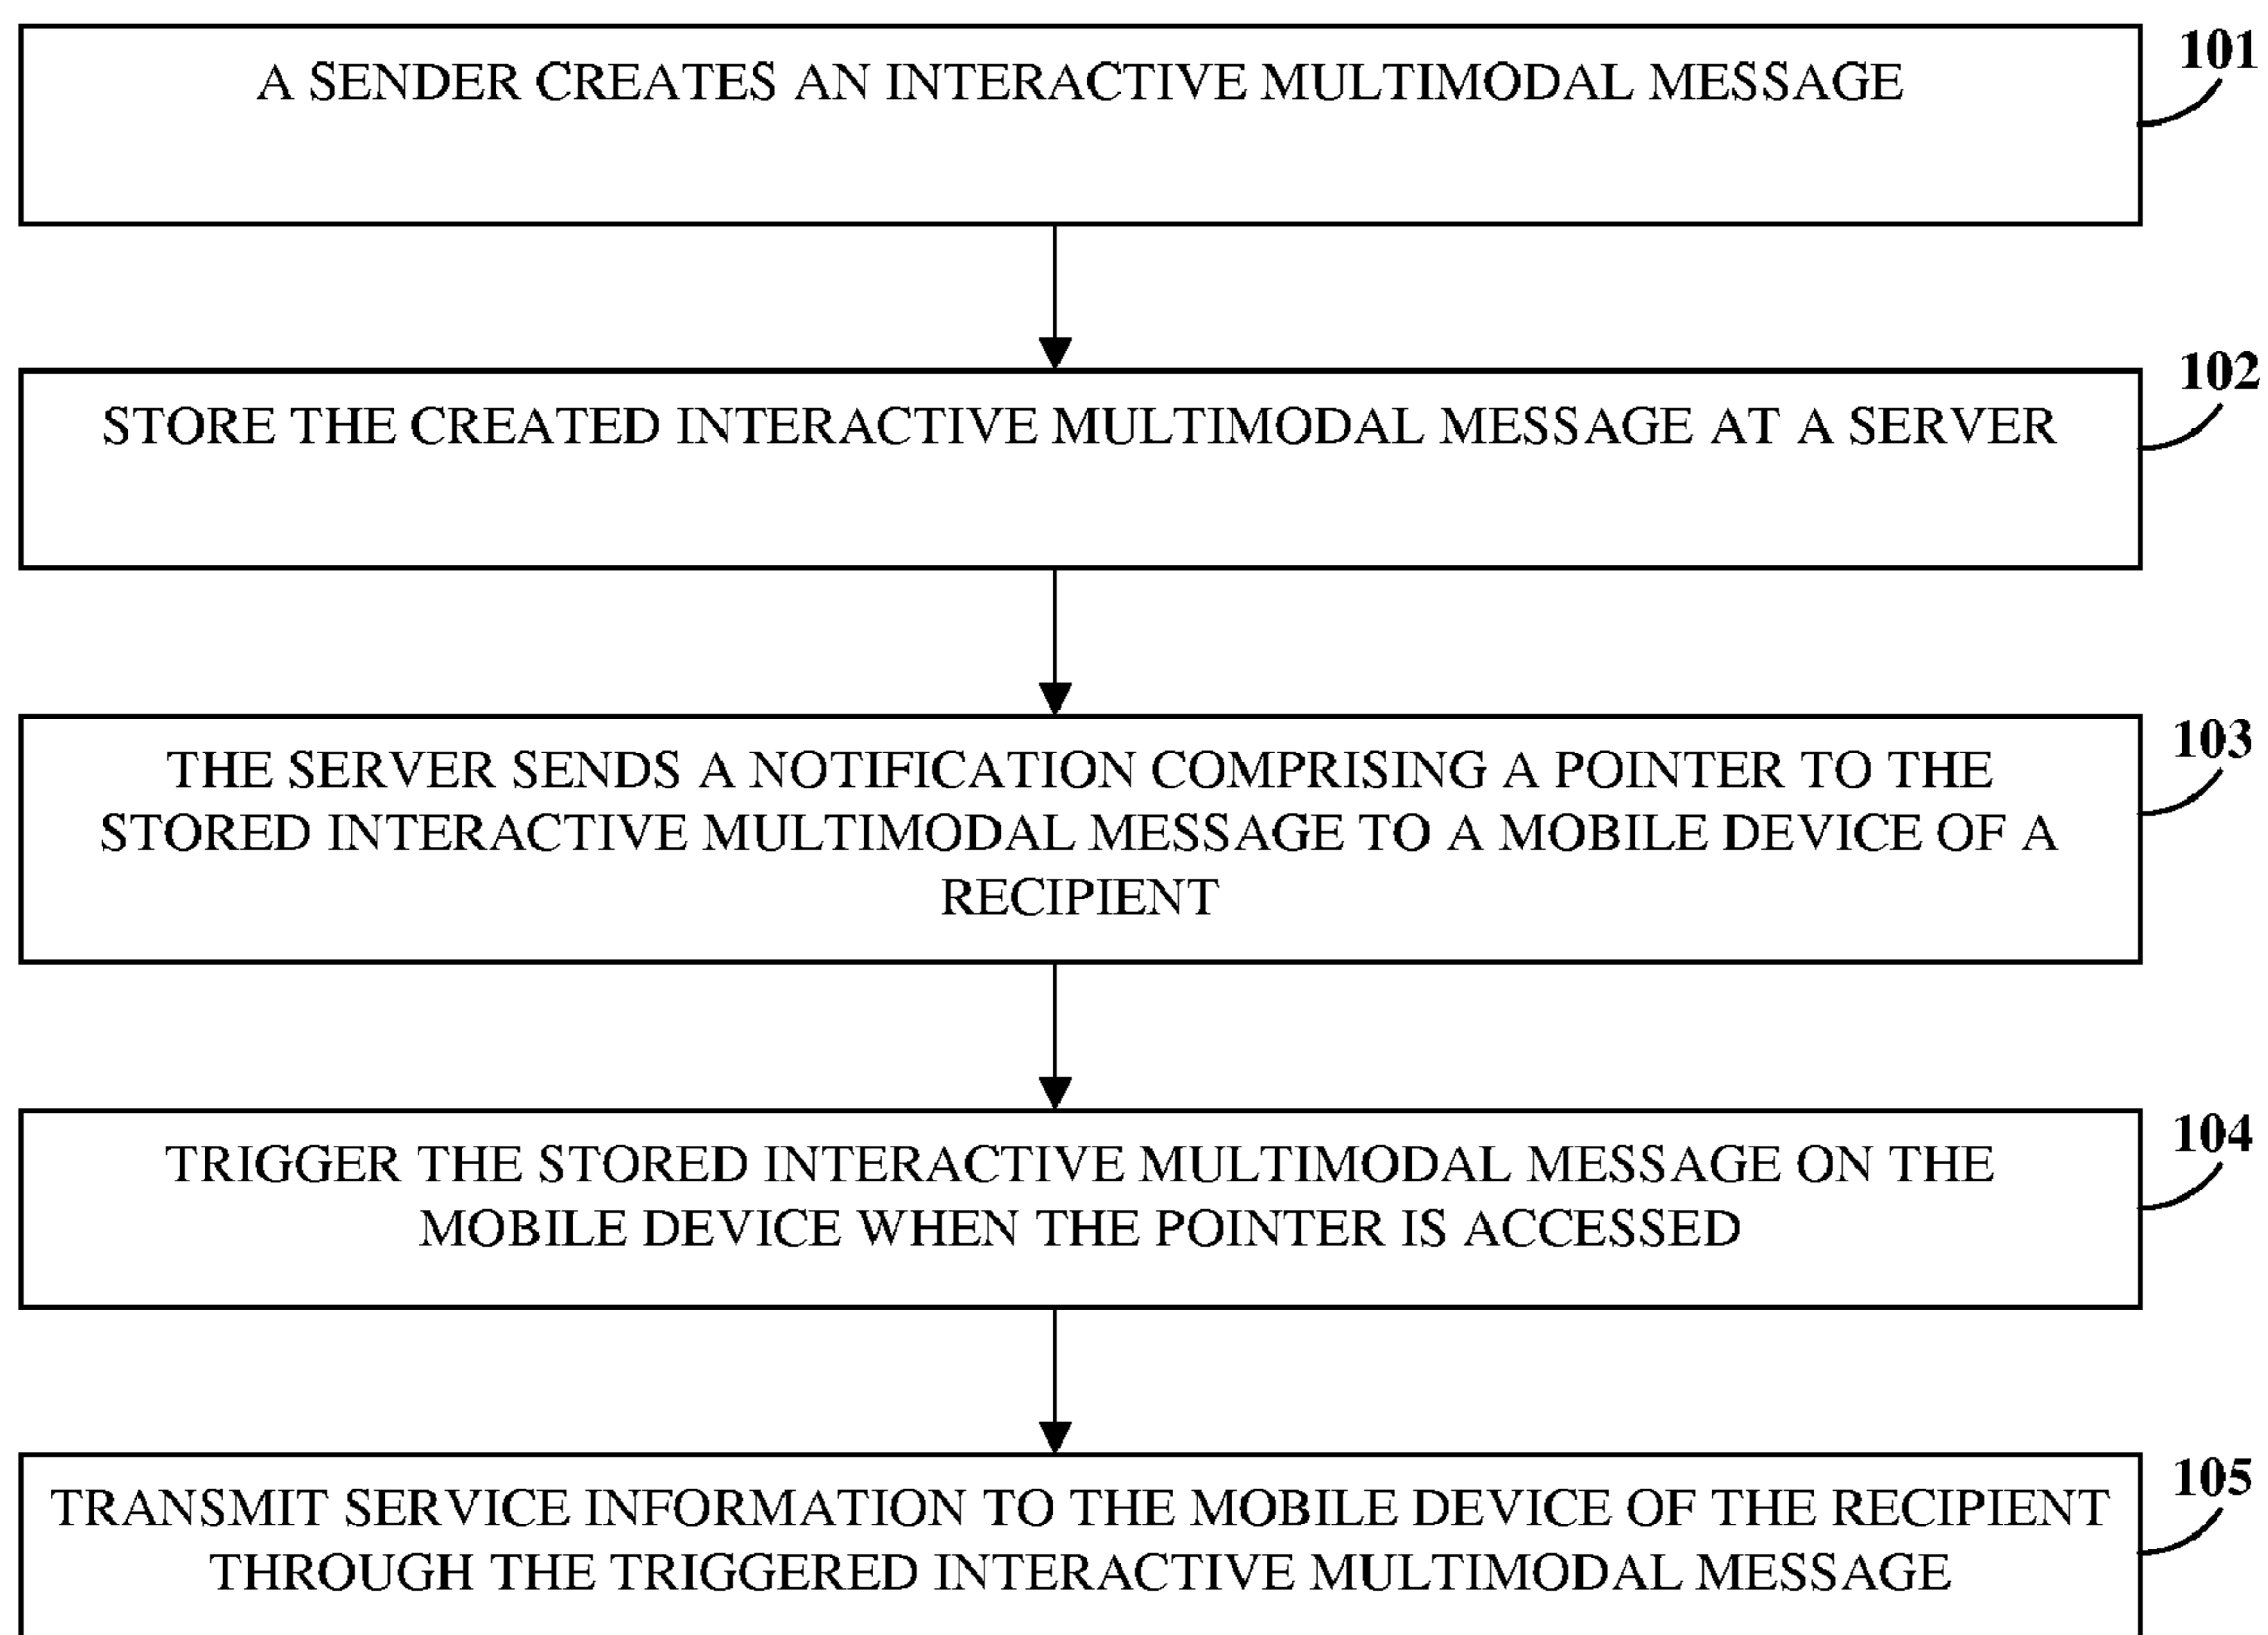 101
A SENDER CREATES AN INTERACTIVE MULTIMODAL MESSAGE
102
STORE THE CREATED INTERACTIVE MULTIMODAL MESSAGE AT A SERVER
103
THE SERVER SENDS A NOTIFICATION COMPRISING A POINTER TO THE
STORED INTERACTIVE MULTIMODAL MESSAGE TO A MOBILE DEVICE OF A
RECIPIENT
104
TRIGGER THE STORED INTERACTIVE MULTIMODAL MESSAGE ON THE
MOBILE DEVICE WHEN THE POINTER IS ACCESSED
105
TRANSMIT SERVICE INFORMATION TO THE MOBILE DEVICE OF THE RECIPIENT
THROUGH THE TRIGGERED INTERACTIVE MULTIMODAL MESSAGE